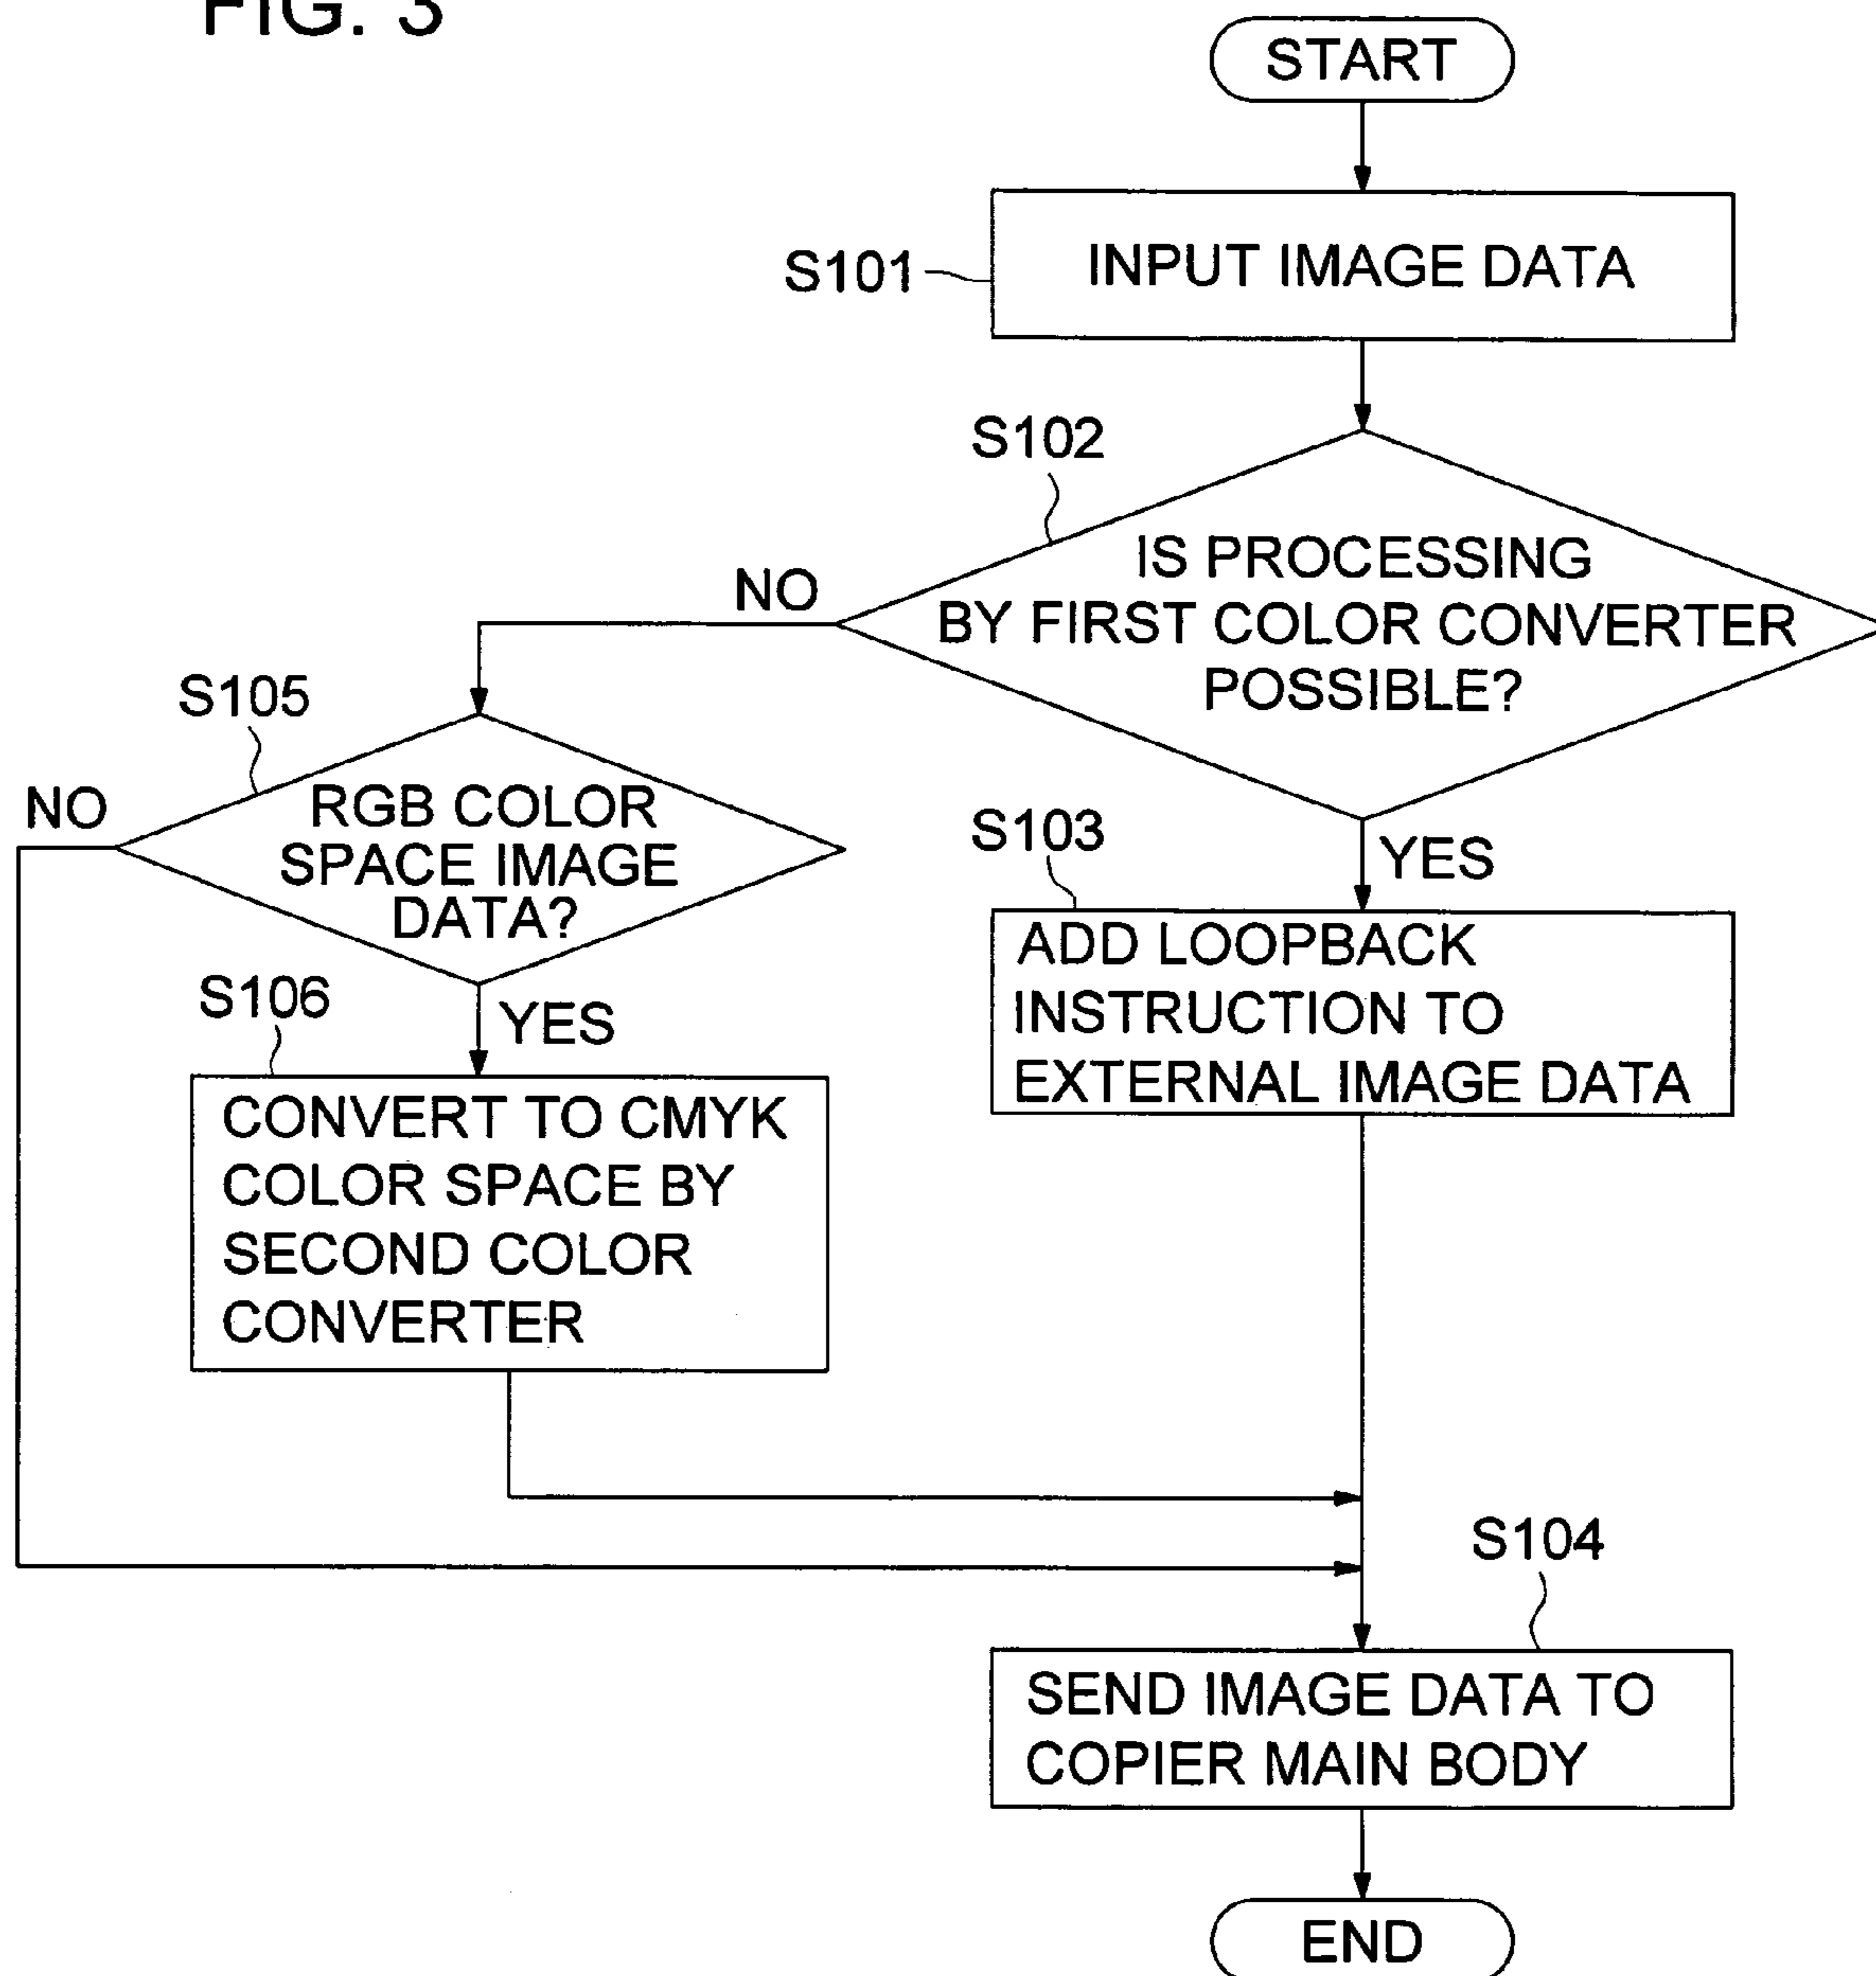 FIG. 3
START
S101
INPUT IMAGE DATA
S102
IS PROCESSING
BY FIRST COLOR CONVERTER
POSSIBLE?
NO
YES
S105
NO
RGB COLOR
SPACE IMAGE
DATA?
YES
S103
ADD LOOPBACK
INSTRUCTION TO
EXTERNAL IMAGE DATA
S106
CONVERT TO CMYK
COLOR SPACE BY
SECOND COLOR
CONVERTER
S104
SEND IMAGE DATA TO
COPIER MAIN BODY
END